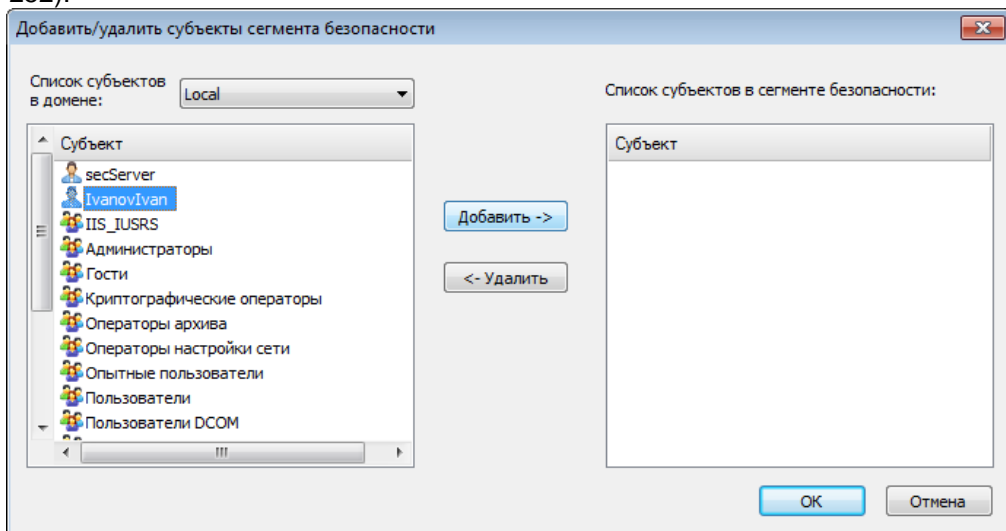 232).
Добавить/удалить субъекты сегмента безопасности
Список субъектов
в домене:
Local
Список субъектов в сегменте безопасности:
Субъект
Субъект
secServer
IvanovIvan
IIS_IUSRS
Администраторы
Гости
Криптографические операторы
Операторы архива
Операторы настройки сети
Опытные пользователи
Пользователи
Пользователи DCOM
Добавить ->
<- Удалить
OK
Отмена